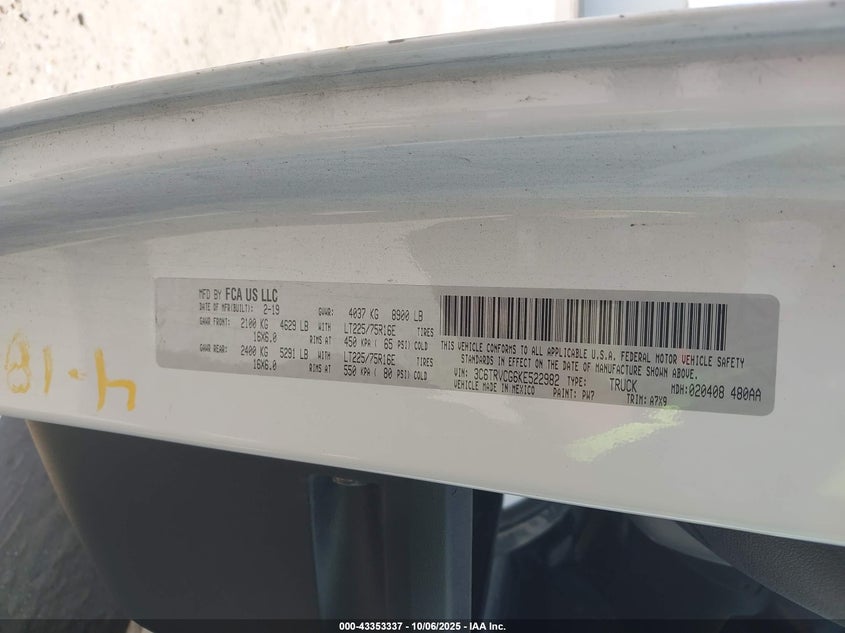 MFD BY FCA US LLC
DATE OF MFR(BUILT): 2-19 GVWR: 4037 KG 8900 LB
GAWR FRONT: 2100 KG 4629 LB WITH LT225/75R16E TIRES
16X6.0 RIMS AT 450 KPA ( 65 PSI) COLD
GAWR REAR: 2400 KG 5291 LB WITH LT225/75R16E TIRES
16X6.0 RIMS AT 550 KPA ( 80 PSI) COLD
THIS VEHICLE CONFORMS TO ALL APPLICABLE U.S.A. FEDERAL MOTOR VEHICLE SAFETY
STANDARDS IN EFFECT ON THE DATE OF MANUFACTURE SHOWN ABOVE.
VIN: 3C6TRVCG6KE522982 TYPE: TRUCK MDH:020408 480AA
VEHICLE MADE IN MEXICO PAINT: PW7 TRIM: A7X9
4-18
000-43353337 - 10/06/2025 - IAA Inc.